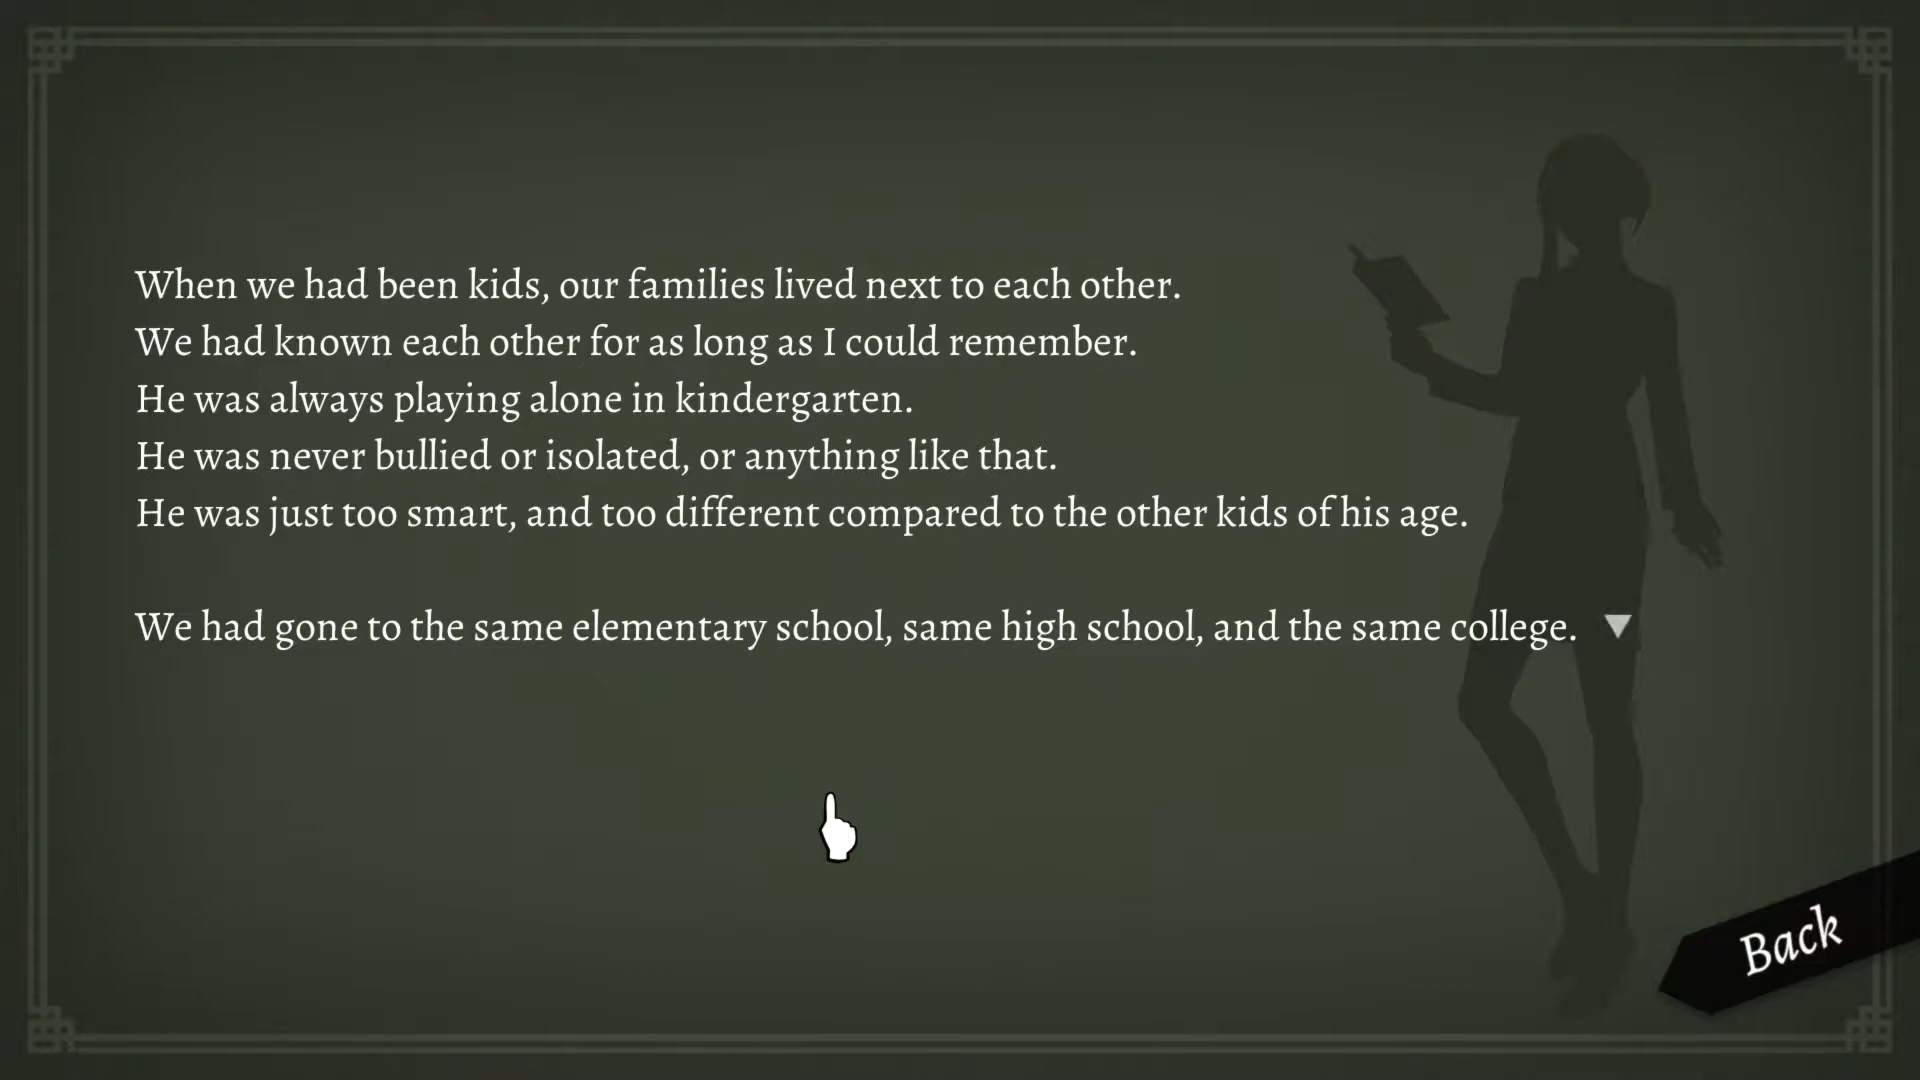 When we had been kids, our families lived next to each other.
We had known each other for as long as I could remember.
He was always playing alone in kindergarten.
He was never bullied or isolated, or anything like that.
He was just too smart, and too different compared to the other kids of his age.
We had gone to the same elementary school, same high school, and the same college.
Back